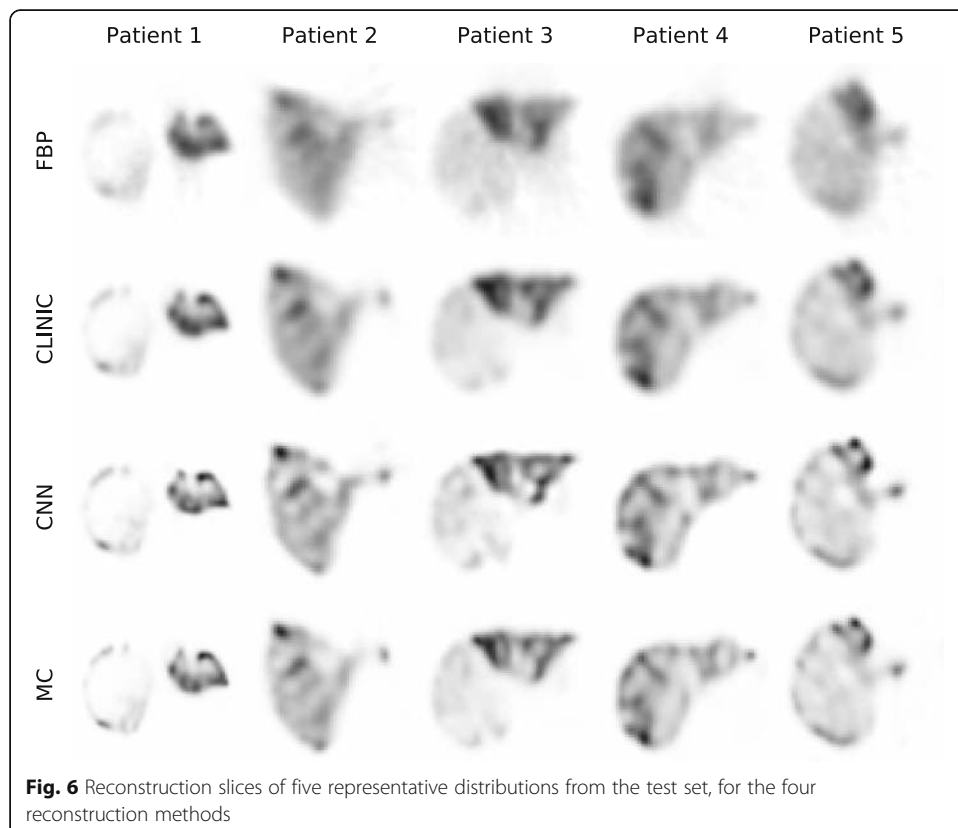 Patient 1 Patient 2 Patient 3 Patient 4 Patient 5
FBP
CLINIC
CNN
MC
Fig. 6 Reconstruction slices of five representative distributions from the test set, for the four
reconstruction methods